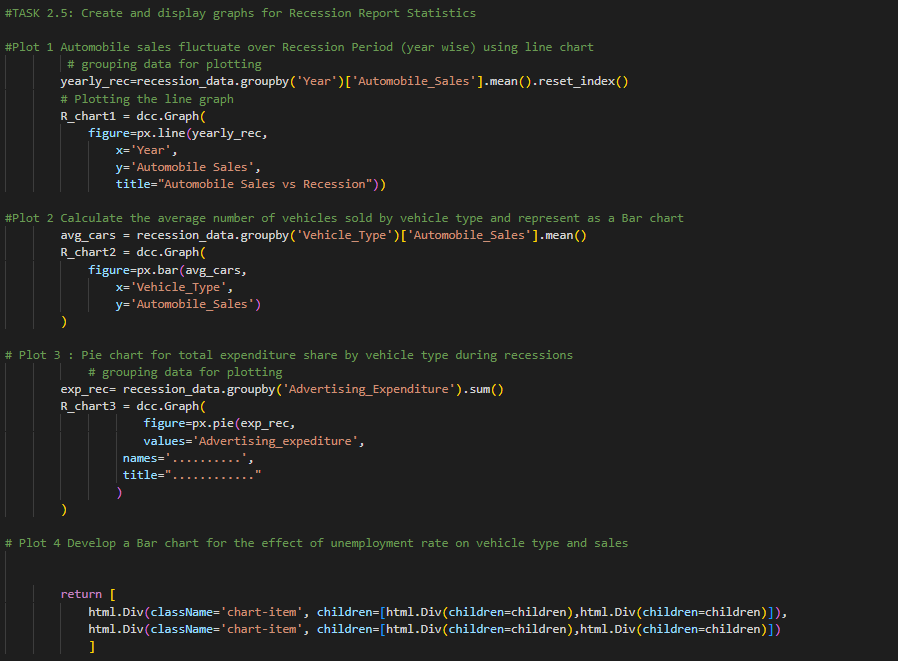 #TASK 2.5: Create and display graphs for Recession Report Statistics
#Plot 1 Automobile sales fluctuate over Recession Period (year wise) using line chart
# grouping data for plotting
yearly_rec=recession_data.groupby('Year')['Automobile_Sales'].mean().reset_index()
# Plotting the line graph
R_chart1 = dcc.Graph(
figure=px.line(yearly_rec,
x='Year',
y='Automobile Sales',
title="Automobile Sales vs Recession"))
#Plot 2 Calculate the average number of vehicles sold by vehicle type and represent as a Bar chart
avg_cars = recession_data.groupby('Vehicle_Type')['Automobile_Sales'].mean()
R_chart2 = dcc.Graph(
figure=px.bar(avg_cars,
x='Vehicle_Type',
y='Automobile_Sales')
)
# Plot 3 : Pie chart for total expenditure share by vehicle type during recessions
# grouping data for plotting
exp_rec= recession_data.groupby('Advertising_Expenditure').sum()
R_chart3 = dcc.Graph(
figure=px.pie(exp_rec,
values='Advertising_expediture',
names='..........',
title="............"
)
)
# Plot 4 Develop a Bar chart for the effect of unemployment rate on vehicle type and sales
return [
html.Div(className='chart-item', children=[html.Div(children=children),html.Div(children=children)]),
html.Div(className='chart-item', children=[html.Div(children=children),html.Div(children=children)])
]